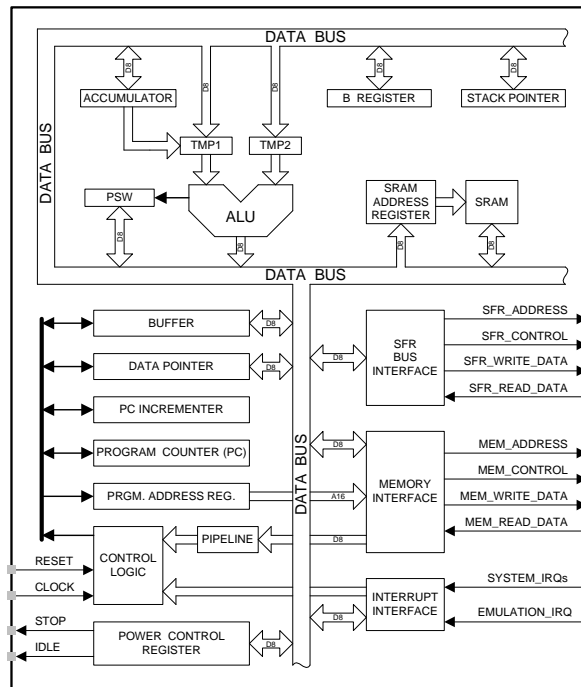 DATA BUS
D8
D8
D8
D8
D8
ACCUMULATOR
B REGISTER
STACK POINTER
DATA BUS
TMP1
TMP2
PSW
ALU
SRAM
ADDRESS
REGISTER
SRAM
D8
D8
D8
D8
DATA BUS
BUFFER
D8
DATA POINTER
D8
PC INCREMENTER
PROGRAM COUNTER (PC)
PRGM. ADDRESS REG.
A16
DATA BUS
D8
SFR
BUS
INTERFACE
SFR_ADDRESS
SFR_CONTROL
SFR_WRITE_DATA
SFR_READ_DATA
D8
MEMORY
INTERFACE
MEM_ADDRESS
MEM_CONTROL
MEM_WRITE_DATA
MEM_READ_DATA
RESET
CLOCK
CONTROL
LOGIC
PIPELINE
D8
INTERRUPT
INTERFACE
SYSTEM_IRQs
EMULATION_IRQ
D8
STOP
IDLE
POWER CONTROL
REGISTER
D8